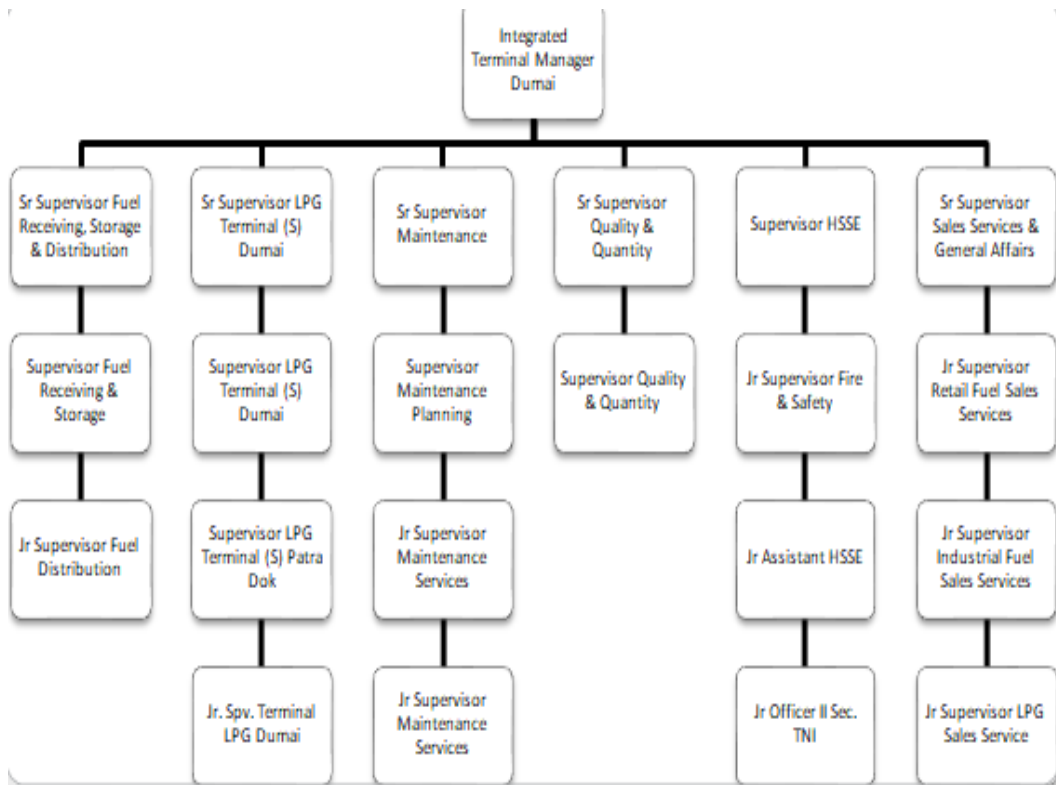 Integrated
Terminal Manager
Dumai
Sr Supervisor Fuel
Receiving, Storage
& Distribution
Sr Supervisor LPG
Terminal (S)
Dumai
Sr Supervisor
Maintenance
Sr Supervisor
Quality &
Quantity
Supervisor HSSE
Sr Supervisor
Sales Services &
General Affairs
Supervisor Fuel
Receiving &
Storage
Supervisor LPG
Terminal (S)
Dumai
Supervisor
Maintenance
Planning
Supervisor Quality
& Quantity
Jr Supervisor Fire
& Safety
Jr Supervisor
Retail Fuel Sales
Services
Jr Supervisor Fuel
Distribution
Supervisor LPG
Terminal (S) Patra
Dok
Jr Supervisor
Maintenance
Services
Jr Assistant HSSE
Jr Supervisor
Industrial Fuel
Sales Services
Jr. Spv. Terminal
LPG Dumai
Jr Supervisor
Maintenance
Services
Jr Officer II Sec.
TNI
Jr Supervisor LPG
Sales Service